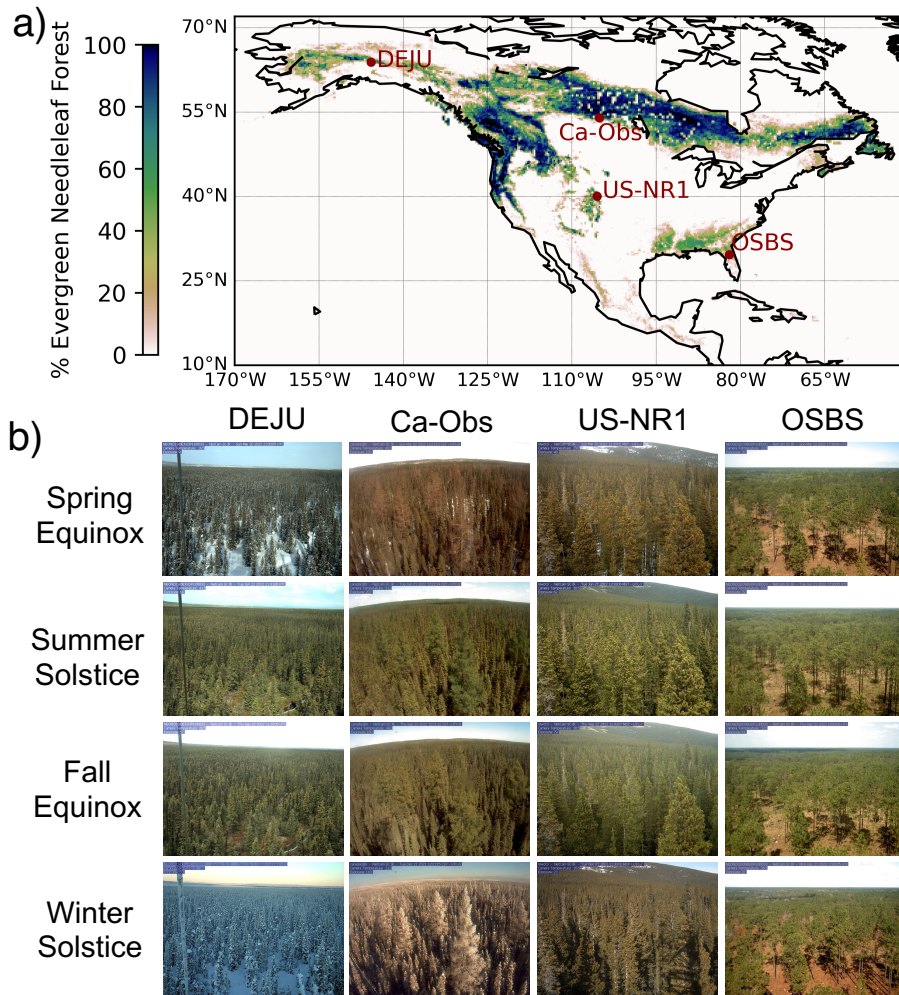 a)
% Evergreen Needleleaf Forest
100
80
60
40
20
0
70°N
55°N
40°N
25°N
10°N
170°W 155°W 140°W 125°W 110°W 95°W 80°W 65°W
DEJU
Ca-Obs
US-NR1
OSBS
b)
DEJU Ca-Obs US-NR1 OSBS
Spring
Equinox
Summer
Solstice
Fall
Equinox
Winter
Solstice